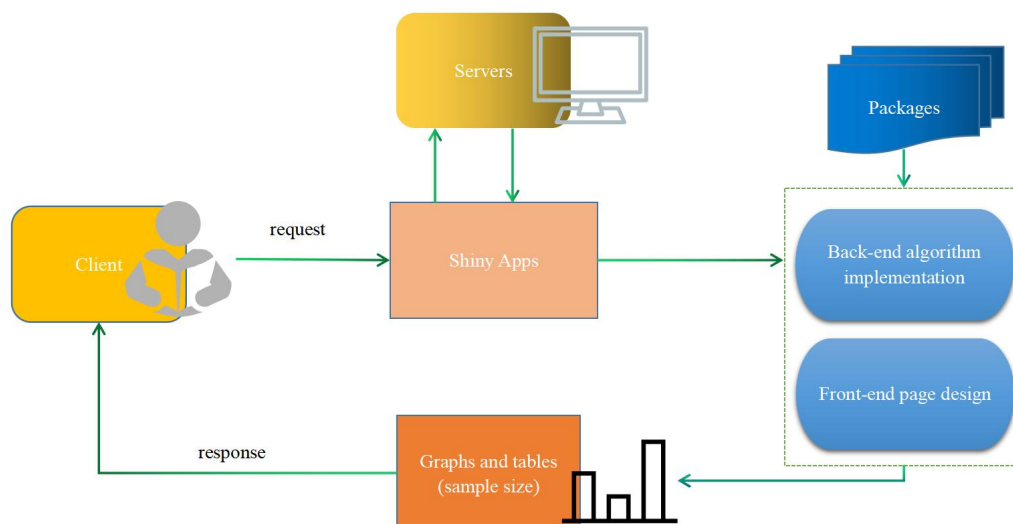 Servers
Packages
Client
request
Shiny Apps
Back-end algorithm
implementation
Front-end page design
response
Graphs and tables
(sample size)